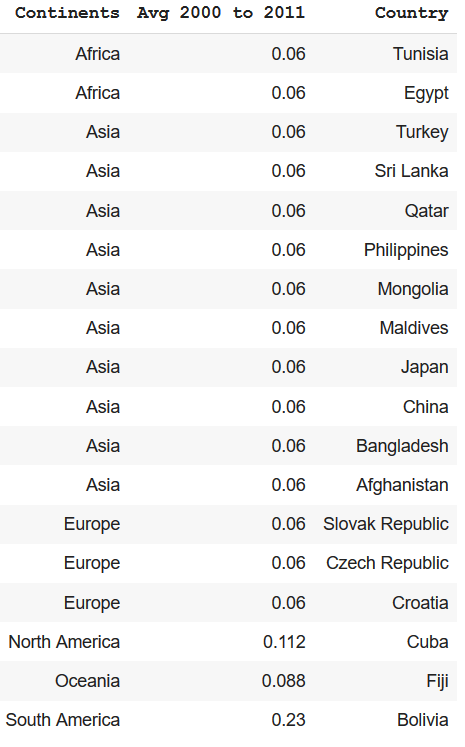 Continents Avg 2000 to 2011 Country
Africa 0.06 Tunisia
Africa 0.06 Egypt
Asia 0.06 Turkey
Asia 0.06 Sri Lanka
Asia 0.06 Qatar
Asia 0.06 Philippines
Asia 0.06 Mongolia
Asia 0.06 Maldives
Asia 0.06 Japan
Asia 0.06 China
Asia 0.06 Bangladesh
Asia 0.06 Afghanistan
Europe 0.06 Slovak Republic
Europe 0.06 Czech Republic
Europe 0.06 Croatia
North America 0.112 Cuba
Oceania 0.088 Fiji
South America 0.23 Bolivia